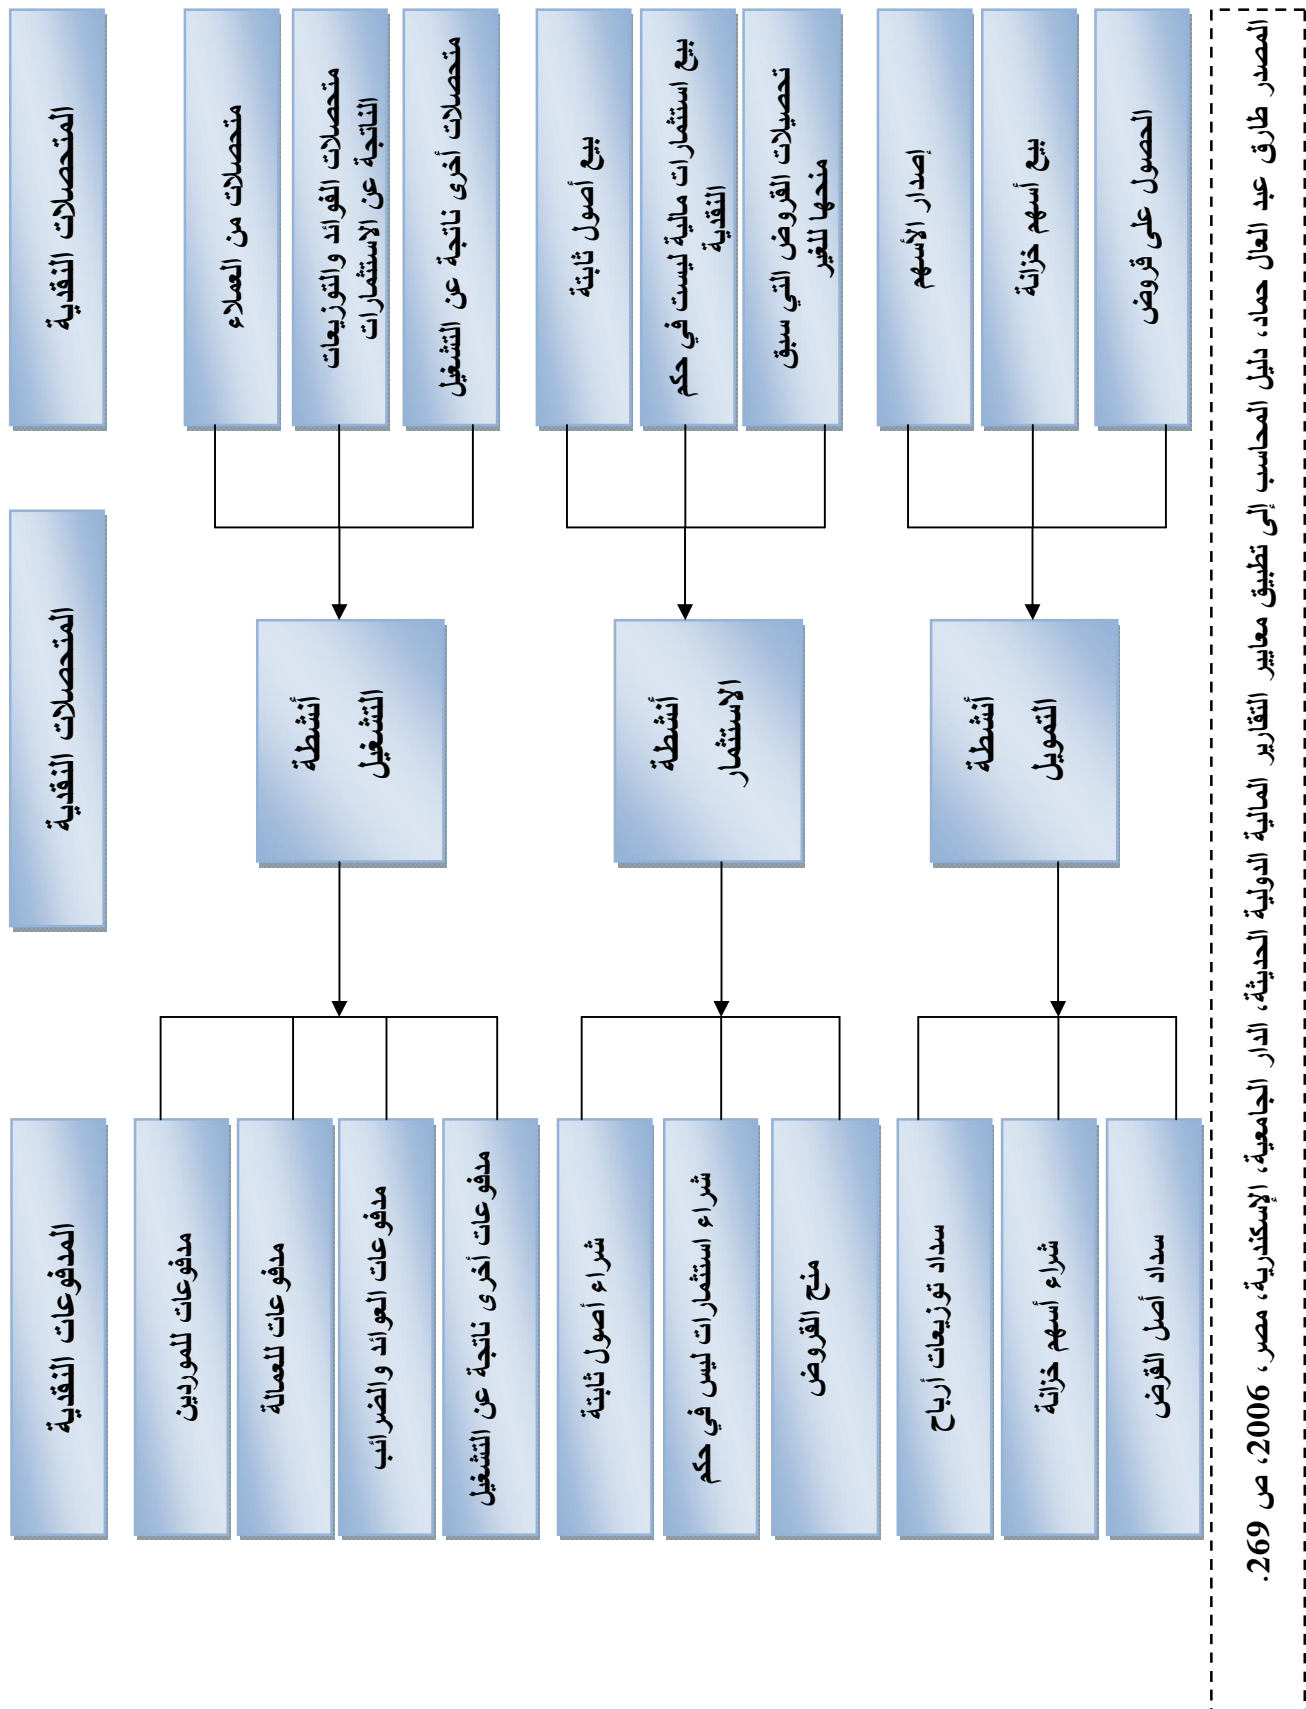 المتحصلات النقدية
المتحصلات النقدية
المدفوعات النقدية
متحصلات من العملاء
متحصلات الفوائد والتوزيعات
الناتجة عن الاستثمارات
متحصلات أخرى ناتجة عن التشغيل
أنشطة
التشغيل
مدفوعات للموردين
مدفوعات للعمالة
مدفوعات العوائد والضرائب
مدفوعات أخرى ناتجة عن التشغيل
بيع أصول ثابتة
بيع استثمارات مالية ليست في حكم
النقدية
تحصيلات القروض التي سبق
منحها للغير
أنشطة
الاستثمار
شراء أصول ثابتة
شراء استثمارات ليس في حكم
منح القروض
إصدار الأسهم
بيع أسهم خزانة
الحصول على قروض
أنشطة
التمويل
سداد توزيعات أرباح
شراء أسهم خزانة
سداد أصل القرض
المصدر طارق عبد العال حماد، دليل المحاسب إلى تطبيق معايير التقارير المالية الدولية الحديثة، الدار الجامعية، الإسكندرية، مصر، 2006، ص 269.